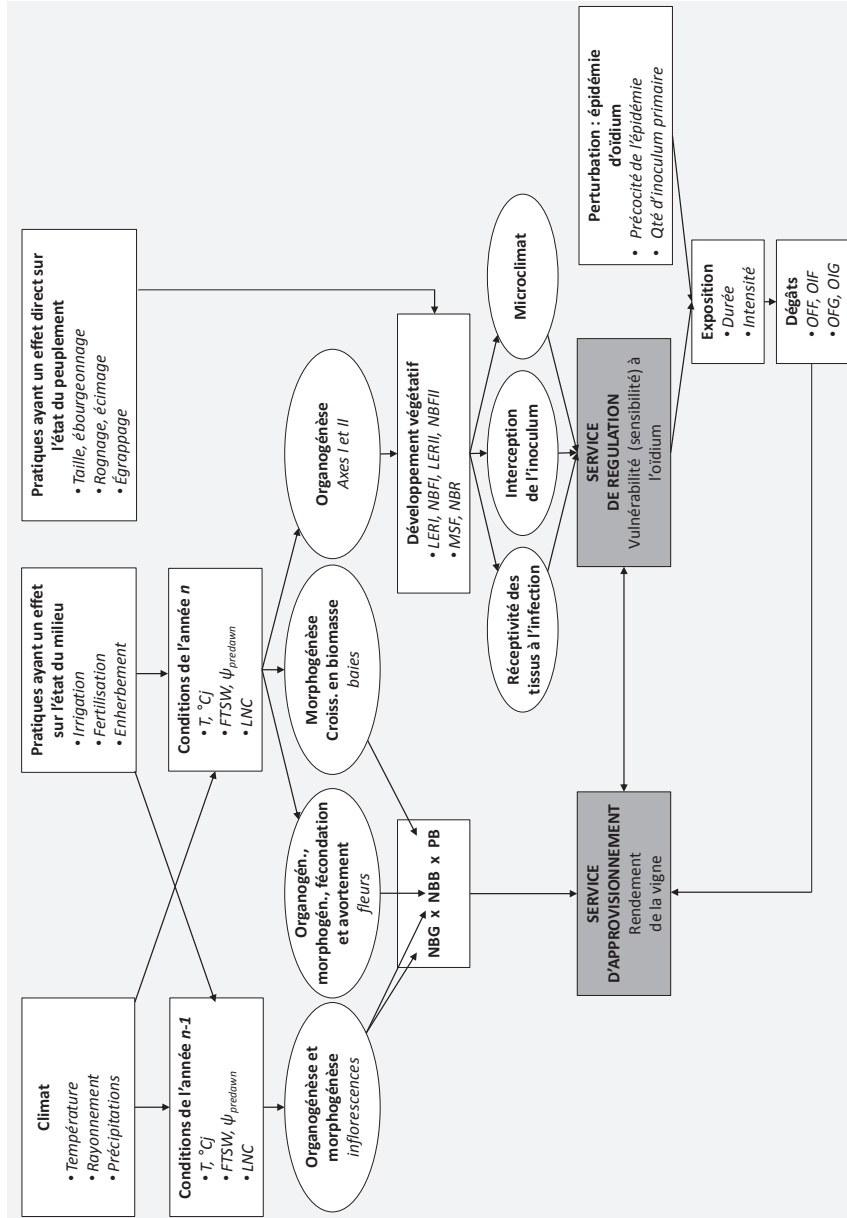 Climat
• Température
• Rayonnement
• Précipitations
Pratiques ayant un effet
sur l'état du milieu
• Irrigation
• Fertilisation
• Enherbement
Pratiques ayant un effet direct sur
l'état du peuplement
• Taille, ébourgeonnage
• Rognage, écimage
• Égrappage
Conditions de l'année n-1
• T, °Cj
• FTSW, ψpredawn
• LNC
Conditions de l'année n
• T, °Cj
• FTSW, ψpredawn
• LNC
Organogénèse et
morphogénèse
inflorescences
Organogén.,
morphogén., fécondation
et avortement
fleurs
Morphogénèse
Croiss. en biomasse
baies
Organogénèse
Axes I et II
NBG x NBB x PB
Développement végétatif
• LERI, NBFI, LERII, NBFII
• MSF, NBR
Réceptivité des
tissus à l'infection
Interception
de l'inoculum
Microclimat
SERVICE
D'APPROVISIONNEMENT
Rendement
de la vigne
SERVICE
DE REGULATION
Vulnérabilité (sensibilité) à
l'oïdium
Perturbation : épidémie
d'oïdium
• Précocité de l'épidémie
• Qté d'inoculum primaire
Exposition
• Durée
• Intensité
Dégâts
• OFF, OIF
• OFG, OIG